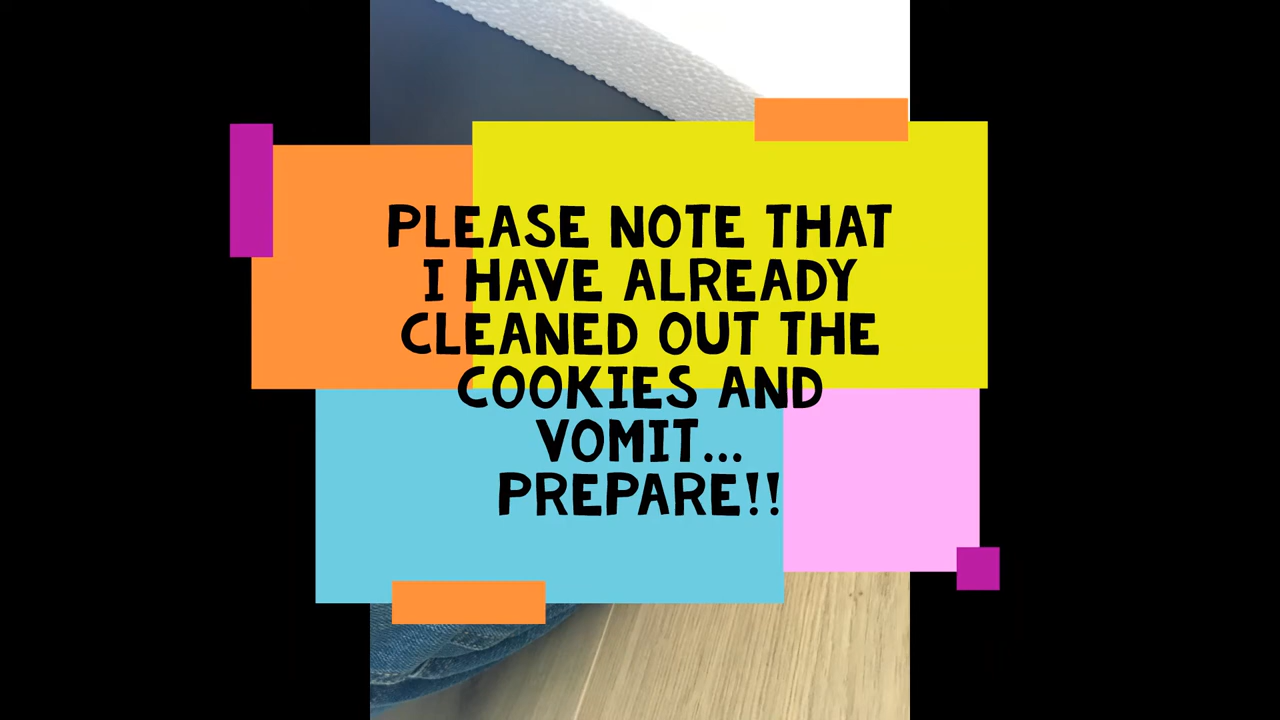 PLEASE NOTE THAT
I HAVE ALREADY
CLEANED OUT THE
COOKIES AND
VOMIT...
PREPARE!!